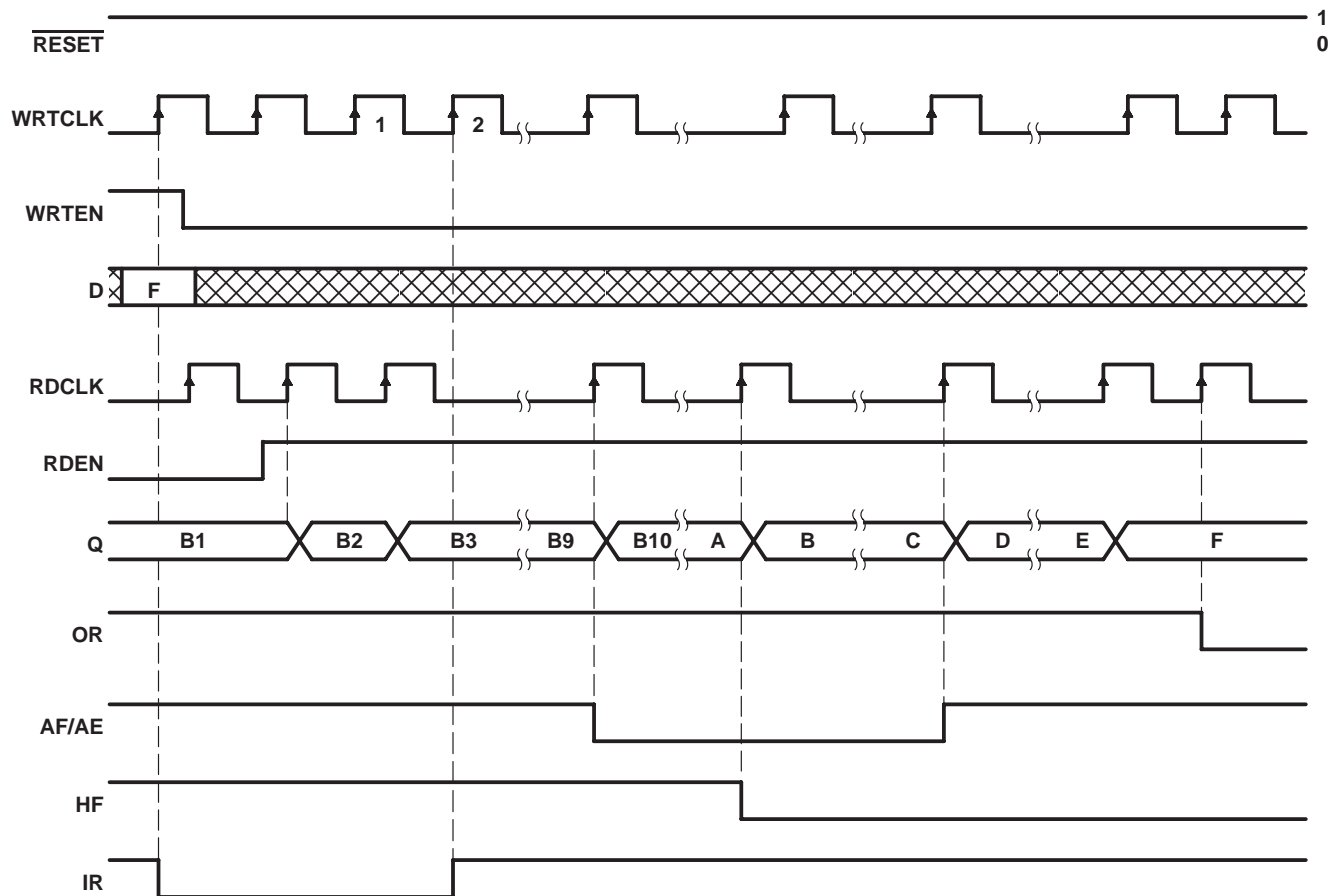 1
RESET
0
WRTCLK
1
2
WRTEN
D
F
RDCLK
RDEN
Q
B1
B2
B3
B9
B10
A
B
C
D
E
F
OR
AF/AE
HF
IR